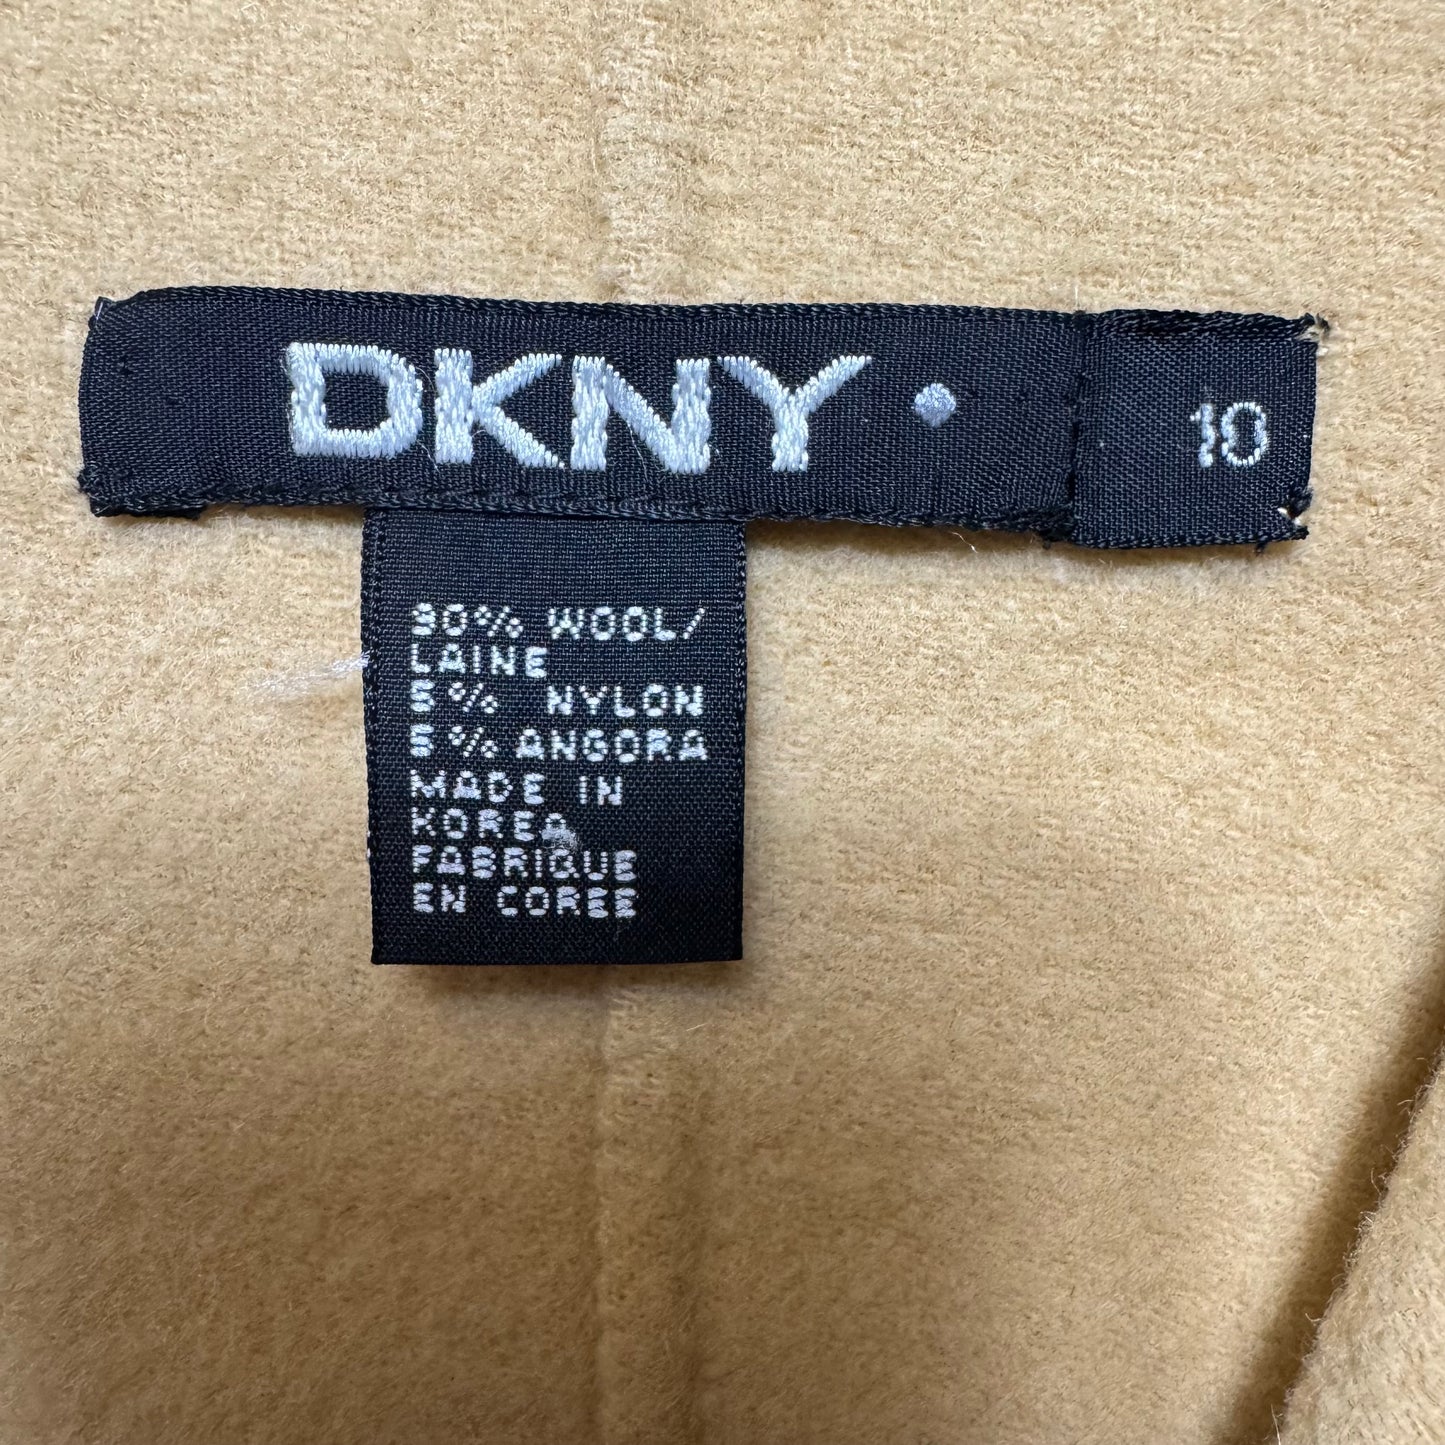 DKNY •
10
90% WOOL/
LAINE
5% NYLON
5% ANGORA
MADE IN
KOREA
FABRIQUE
EN COREE